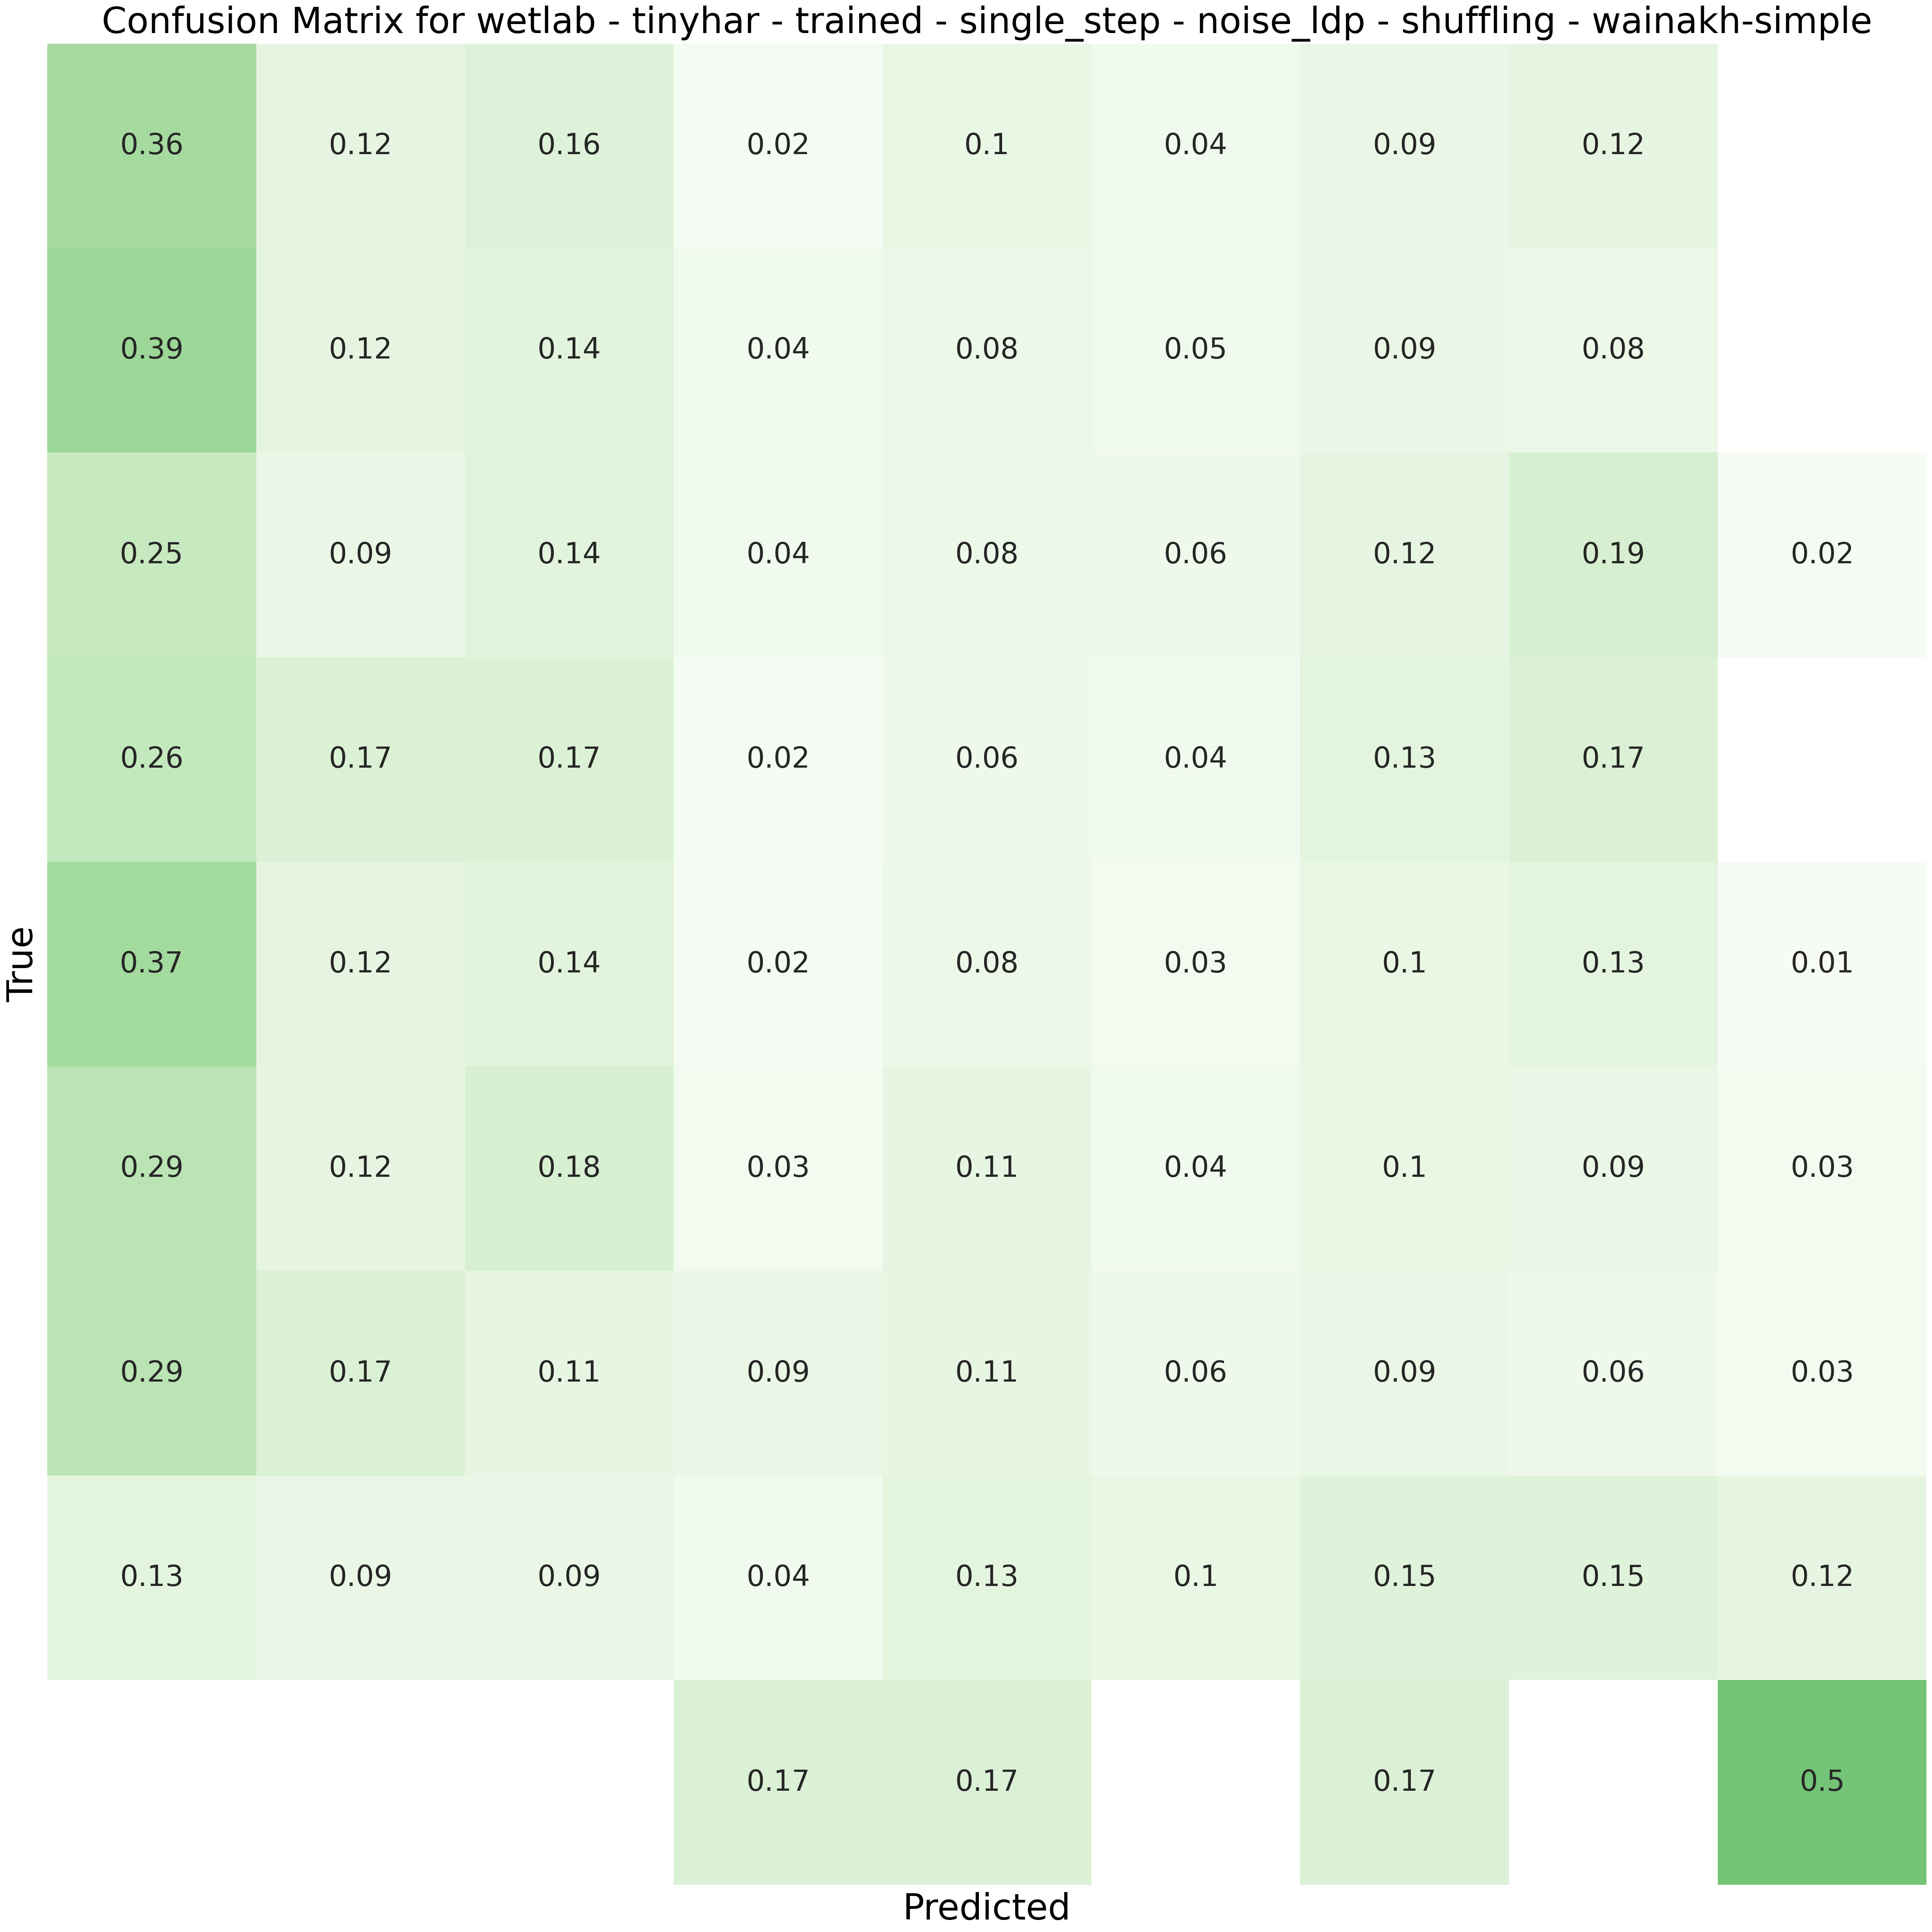 Confusion Matrix for wetlab - tinyhar - trained - single_step - noise_ldp - shuffling - wainakh-simple
0.36 0.12 0.16 0.02 0.1 0.04 0.09 0.12
0.39 0.12 0.14 0.04 0.08 0.05 0.09 0.08
0.25 0.09 0.14 0.04 0.08 0.06 0.12 0.19 0.02
0.26 0.17 0.17 0.02 0.06 0.04 0.13 0.17
0.37 0.12 0.14 0.02 0.08 0.03 0.1 0.13 0.01
0.29 0.12 0.18 0.03 0.11 0.04 0.1 0.09 0.03
0.29 0.17 0.11 0.09 0.11 0.06 0.09 0.06 0.03
0.13 0.09 0.09 0.04 0.13 0.1 0.15 0.15 0.12
0.17 0.17 0.17 0.5
True
Predicted